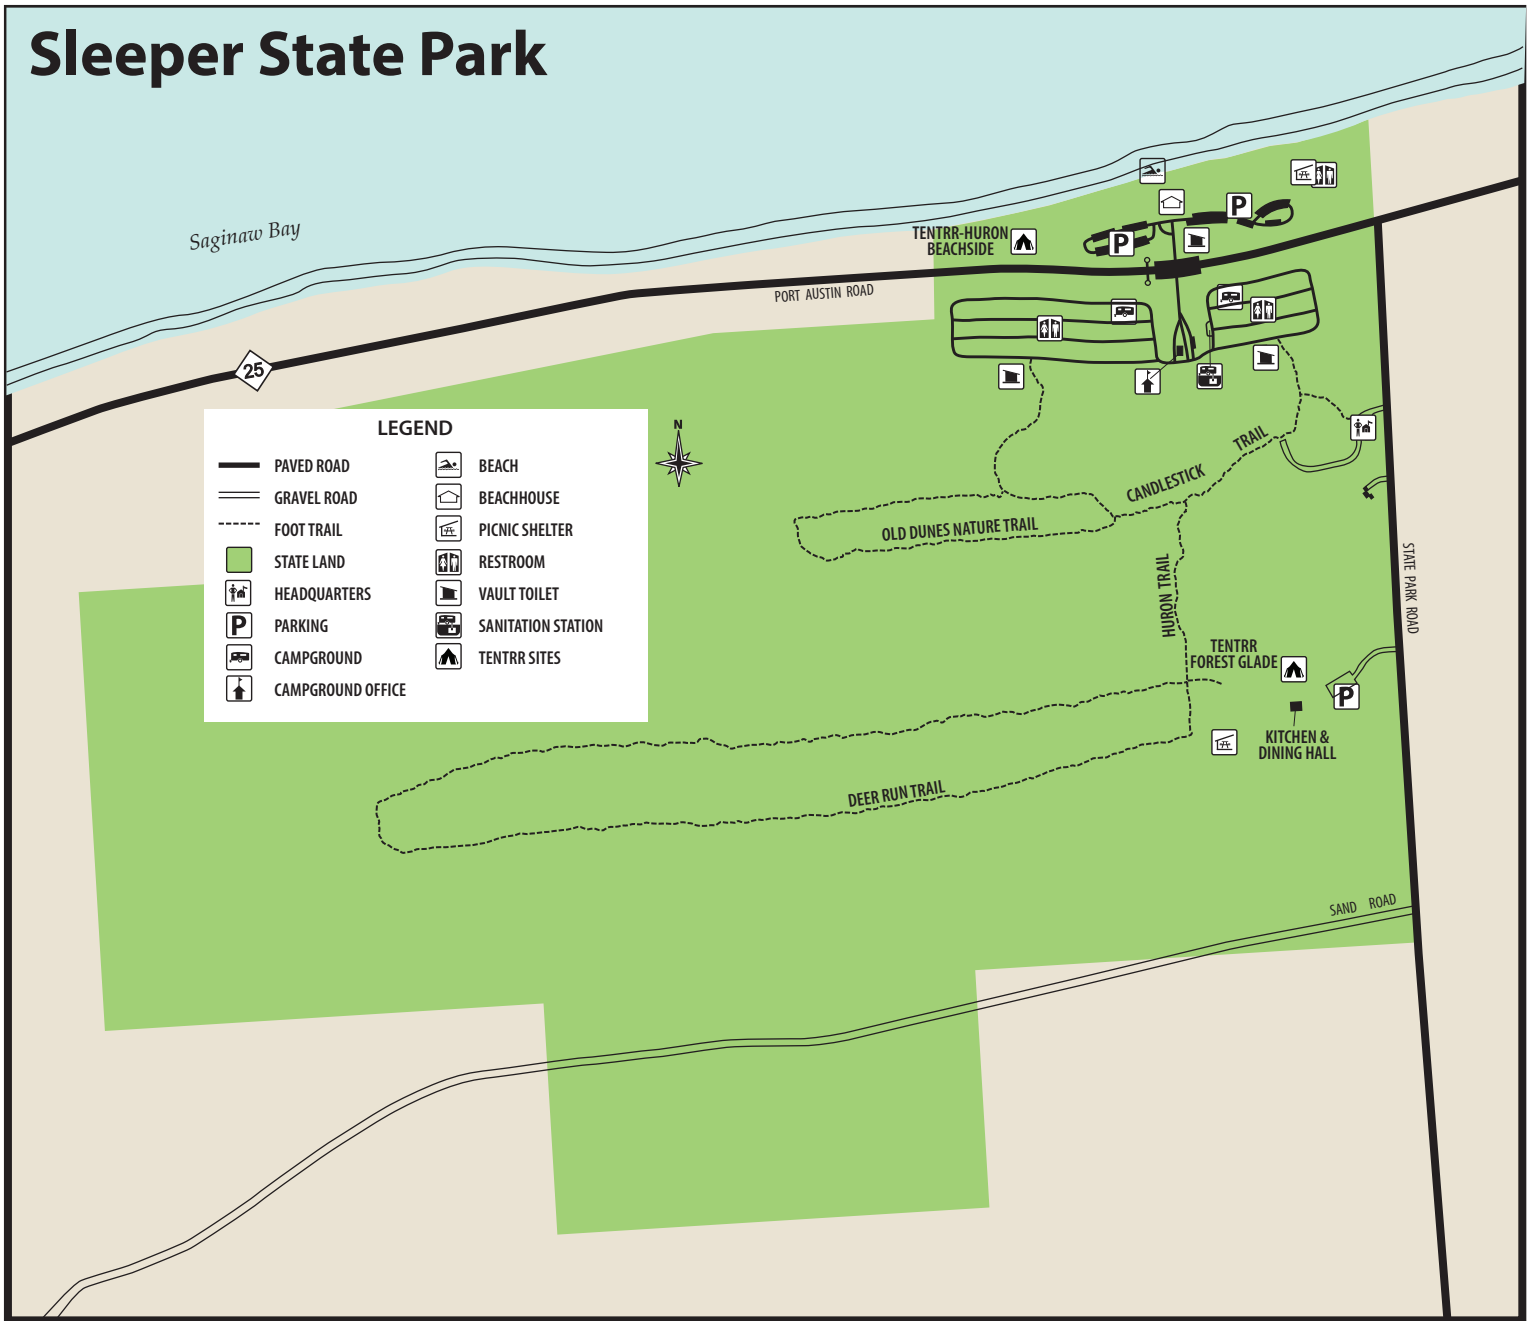 Sleeper State Park
Saginaw Bay
TENTRR-HURON
BEACHSIDE
P
P
PORT AUSTIN ROAD
25
LEGEND
PAVED ROAD
GRAVEL ROAD
FOOT TRAIL
STATE LAND
HEADQUARTERS
P PARKING
CAMPGROUND
CAMPGROUND OFFICE
BEACH
BEACHHOUSE
PICNIC SHELTER
RESTROOM
VAULT TOILET
SANITATION STATION
TENTRR SITES
N
CANDLESTICK TRAIL
OLD DUNES NATURE TRAIL
HURON TRAIL
STATE PARK ROAD
TENTRR
FOREST GLADE
P
KITCHEN &
DINING HALL
DEER RUN TRAIL
SAND ROAD